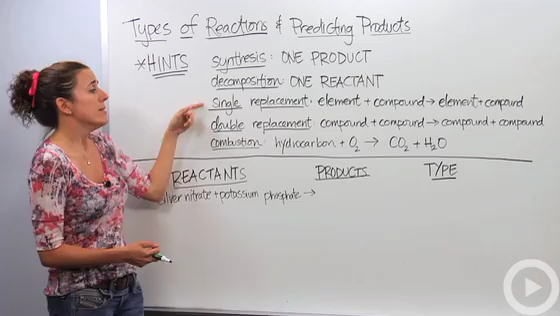 Types of Reactions & Predicting Products
*HINTS
synthesis: ONE PRODUCT
decomposition: ONE REACTANT
single replacement: element + compound → element + compound
double replacement: compound + compound → compound + compound
combustion: hydrocarbon + O₂ → CO₂ + H₂O
REACTANTS PRODUCTS TYPE
nitrate + potassium phosphate →